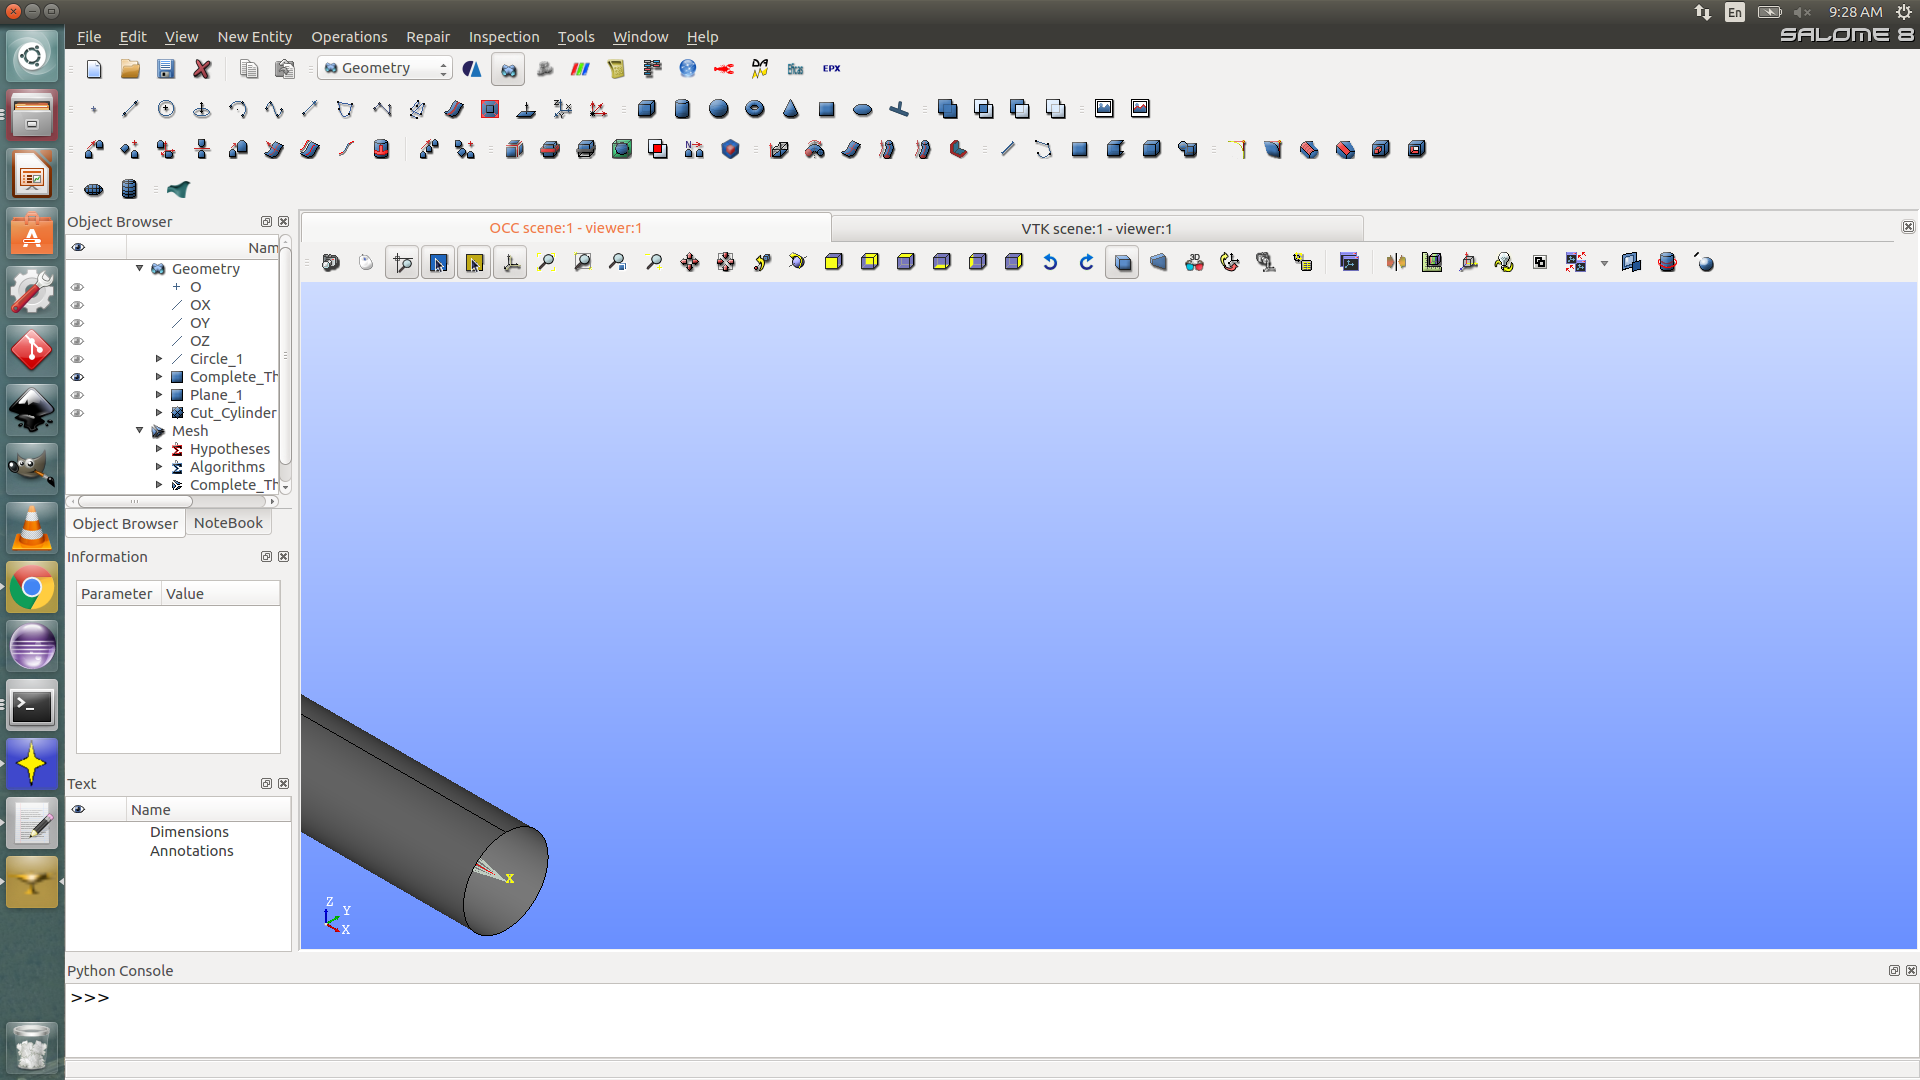 En
9:28 AM
File Edit View New Entity Operations Repair Inspection Tools Window Help
SALOME 8
Geometry
Eficas
EPX
Object Browser
Nam
Geometry
O
OX
OY
OZ
Circle_1
Complete_Th
Plane_1
Cut_Cylinder
Mesh
Hypotheses
Algorithms
Complete_Th
Object Browser NoteBook
Information
Parameter Value
Text
Name
Dimensions
Annotations
OCC scene:1 - viewer:1
VTK scene:1 - viewer:1
3D
X
Z
Y
X
Python Console
>>>